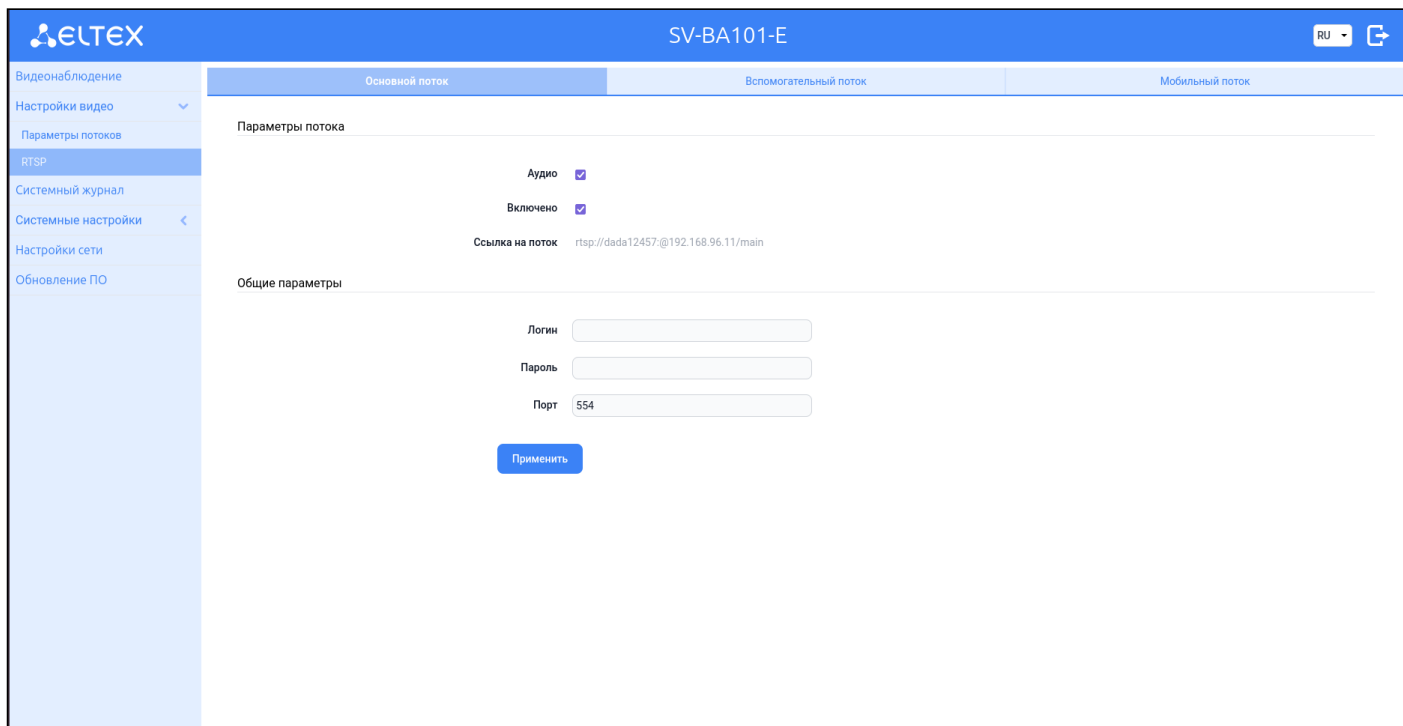 ELTEX
SV-BA101-E
RU
Видеонаблюдение
Настройки видео
Параметры потоков
RTSP
Системный журнал
Системные настройки
Настройки сети
Обновление ПО
Основной поток
Вспомогательный поток
Мобильный поток
Параметры потока
Аудио
Включено
Ссылка на поток rtsp://dada12457:@192.168.96.11/main
Общие параметры
Логин
Пароль
Порт 554
Применить